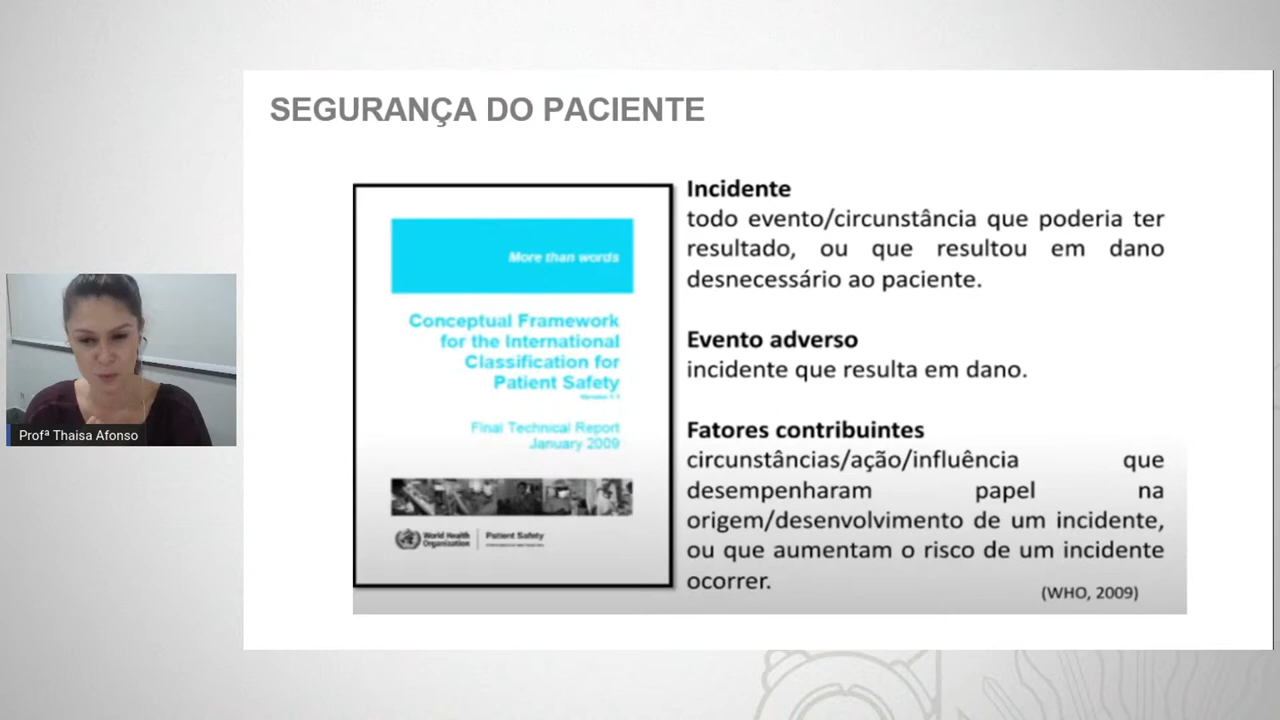 SEGURANÇA DO PACIENTE
More than words
Conceptual Framework
for the International
Classification for
Patient Safety
Final Technical Report
January 2009
World Health
Organization
Patient Safety
Incidente
todo evento/circunstância que poderia ter
resultado, ou que resultou em dano
desnecessário ao paciente.
Evento adverso
incidente que resulta em dano.
Fatores contribuintes
circunstâncias/ação/influência que
desempenharam papel na
origem/desenvolvimento de um incidente,
ou que aumentam o risco de um incidente
ocorrer.
(WHO, 2009)
Profª Thaisa Afonso